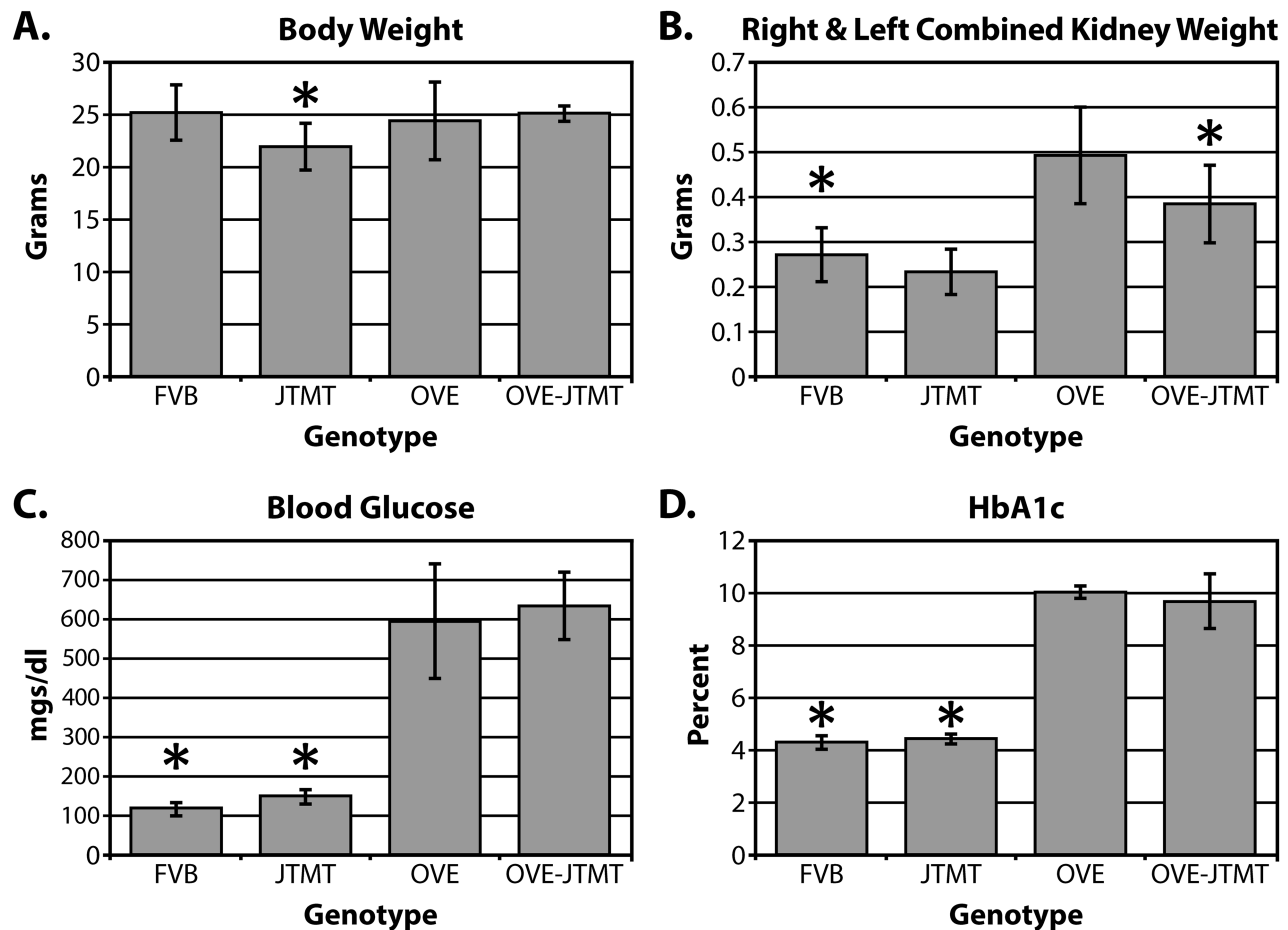 A.
Body Weight
30
25
20
15
10
5
0
Grams
*
FVB JTMT OVE OVE-JTMT
Genotype
B.
Right & Left Combined Kidney Weight
0.7
0.6
0.5
0.4
0.3
0.2
0.1
0
Grams
*
*
FVB JTMT OVE OVE-JTMT
Genotype
C.
Blood Glucose
800
700
600
500
400
300
200
100
0
mgs/dl
* *
FVB JTMT OVE OVE-JTMT
Genotype
D.
HbA1c
12
10
8
6
4
2
0
Percent
* *
FVB JTMT OVE OVE-JTMT
Genotype